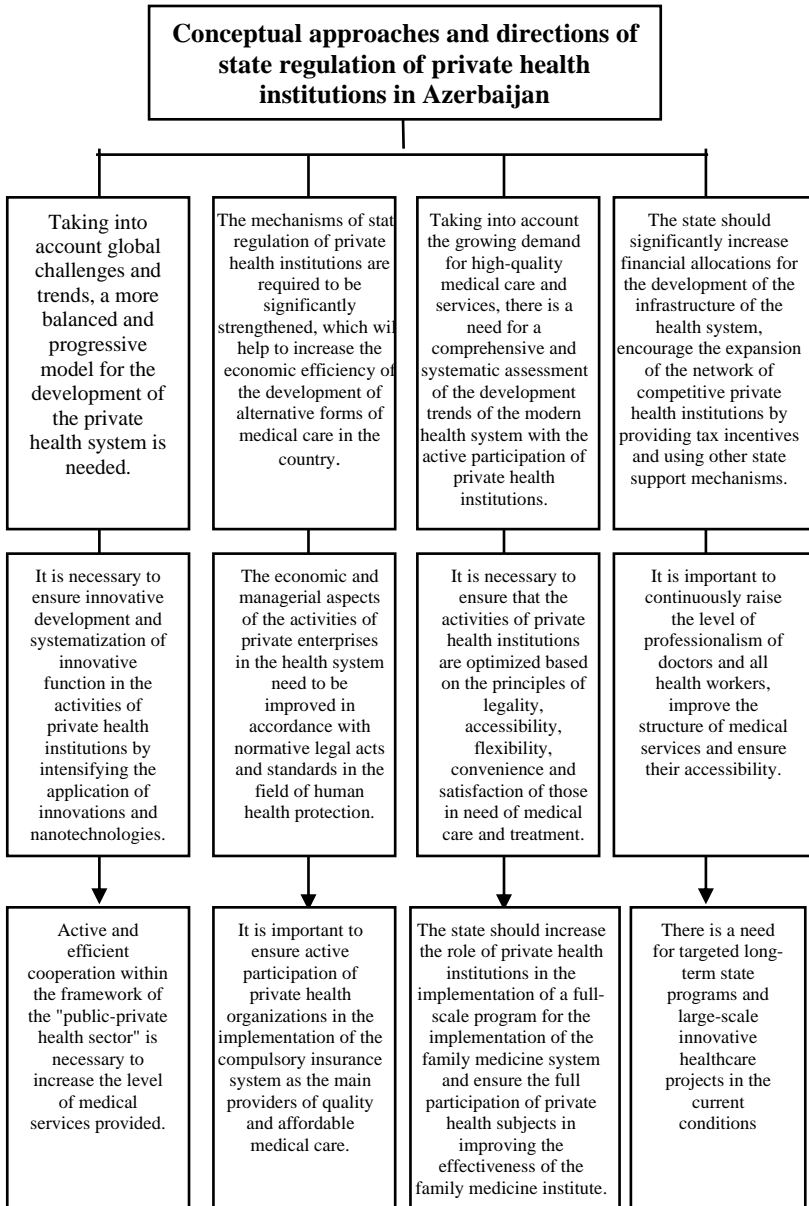 Conceptual approaches and directions of
state regulation of private health
institutions in Azerbaijan
Taking into
account global
challenges and
trends, a more
balanced and
progressive
model for the
development of
the private
health system is
needed.
The mechanisms of stat
regulation of private
health institutions are
required to be
significantly
strengthened, which wil
help to increase the
economic efficiency of
the development of
alternative forms of
medical care in the
country.
Taking into account
the growing demand
for high-quality
medical care and
services, there is a
need for a
comprehensive and
systematic assessment
of the development
trends of the modern
health system with the
active participation of
private health
institutions.
The state should
significantly increase
financial allocations for
the development of the
infrastructure of the
health system,
encourage the expansion
of the network of
competitive private
health institutions by
providing tax incentives
and using other state
support mechanisms.
It is necessary to
ensure innovative
development and
systematization of
innovative
function in the
activities of
private health
institutions by
intensifying the
application of
innovations and
nanotechnologies.
The economic and
managerial aspects
of the activities of
private enterprises
in the health system
need to be
improved in
accordance with
normative legal acts
and standards in the
field of human
health protection.
It is necessary to
ensure that the
activities of private
health institutions
are optimized based
on the principles of
legality,
accessibility,
flexibility,
convenience and
satisfaction of those
in need of medical
care and treatment.
It is important to
continuously raise
the level of
professionalism of
doctors and all
health workers,
improve the
structure of medical
services and ensure
their accessibility.
Active and
efficient
cooperation within
the framework of
the "public-private
health sector" is
necessary to
increase the level
of medical
services provided.
It is important to
ensure active
participation of
private health
organizations in the
implementation of the
compulsory insurance
system as the main
providers of quality
and affordable
medical care.
The state should increase
the role of private health
institutions in the
implementation of a full-
scale program for the
implementation of the
family medicine system
and ensure the full
participation of private
health subjects in
improving the
effectiveness of the
family medicine institute.
There is a need
for targeted long-
term state
programs and
large-scale
innovative
healthcare
projects in the
current
conditions